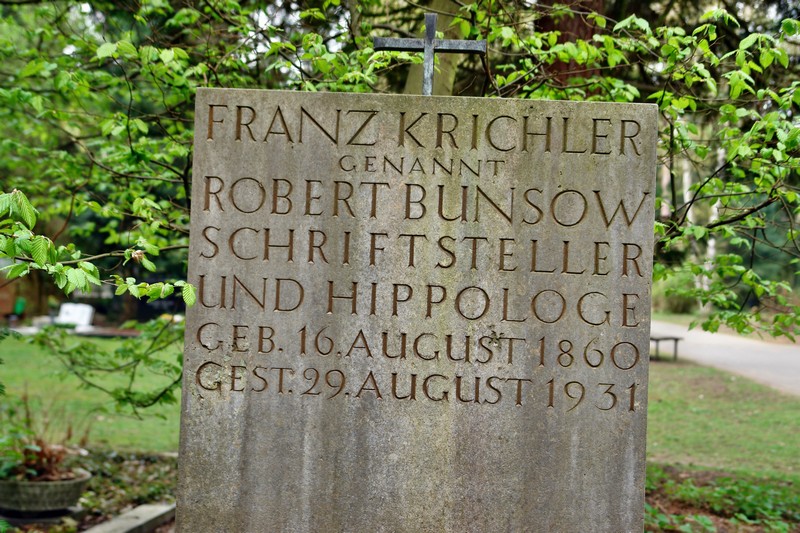 FRANZ KRICHLER
GENANNT
ROBERT BUNSOW
SCHRIFTSTELLER
UND HIPPOLOGE
GEB. 16. AUGUST 1860
GEST. 29. AUGUST 1931